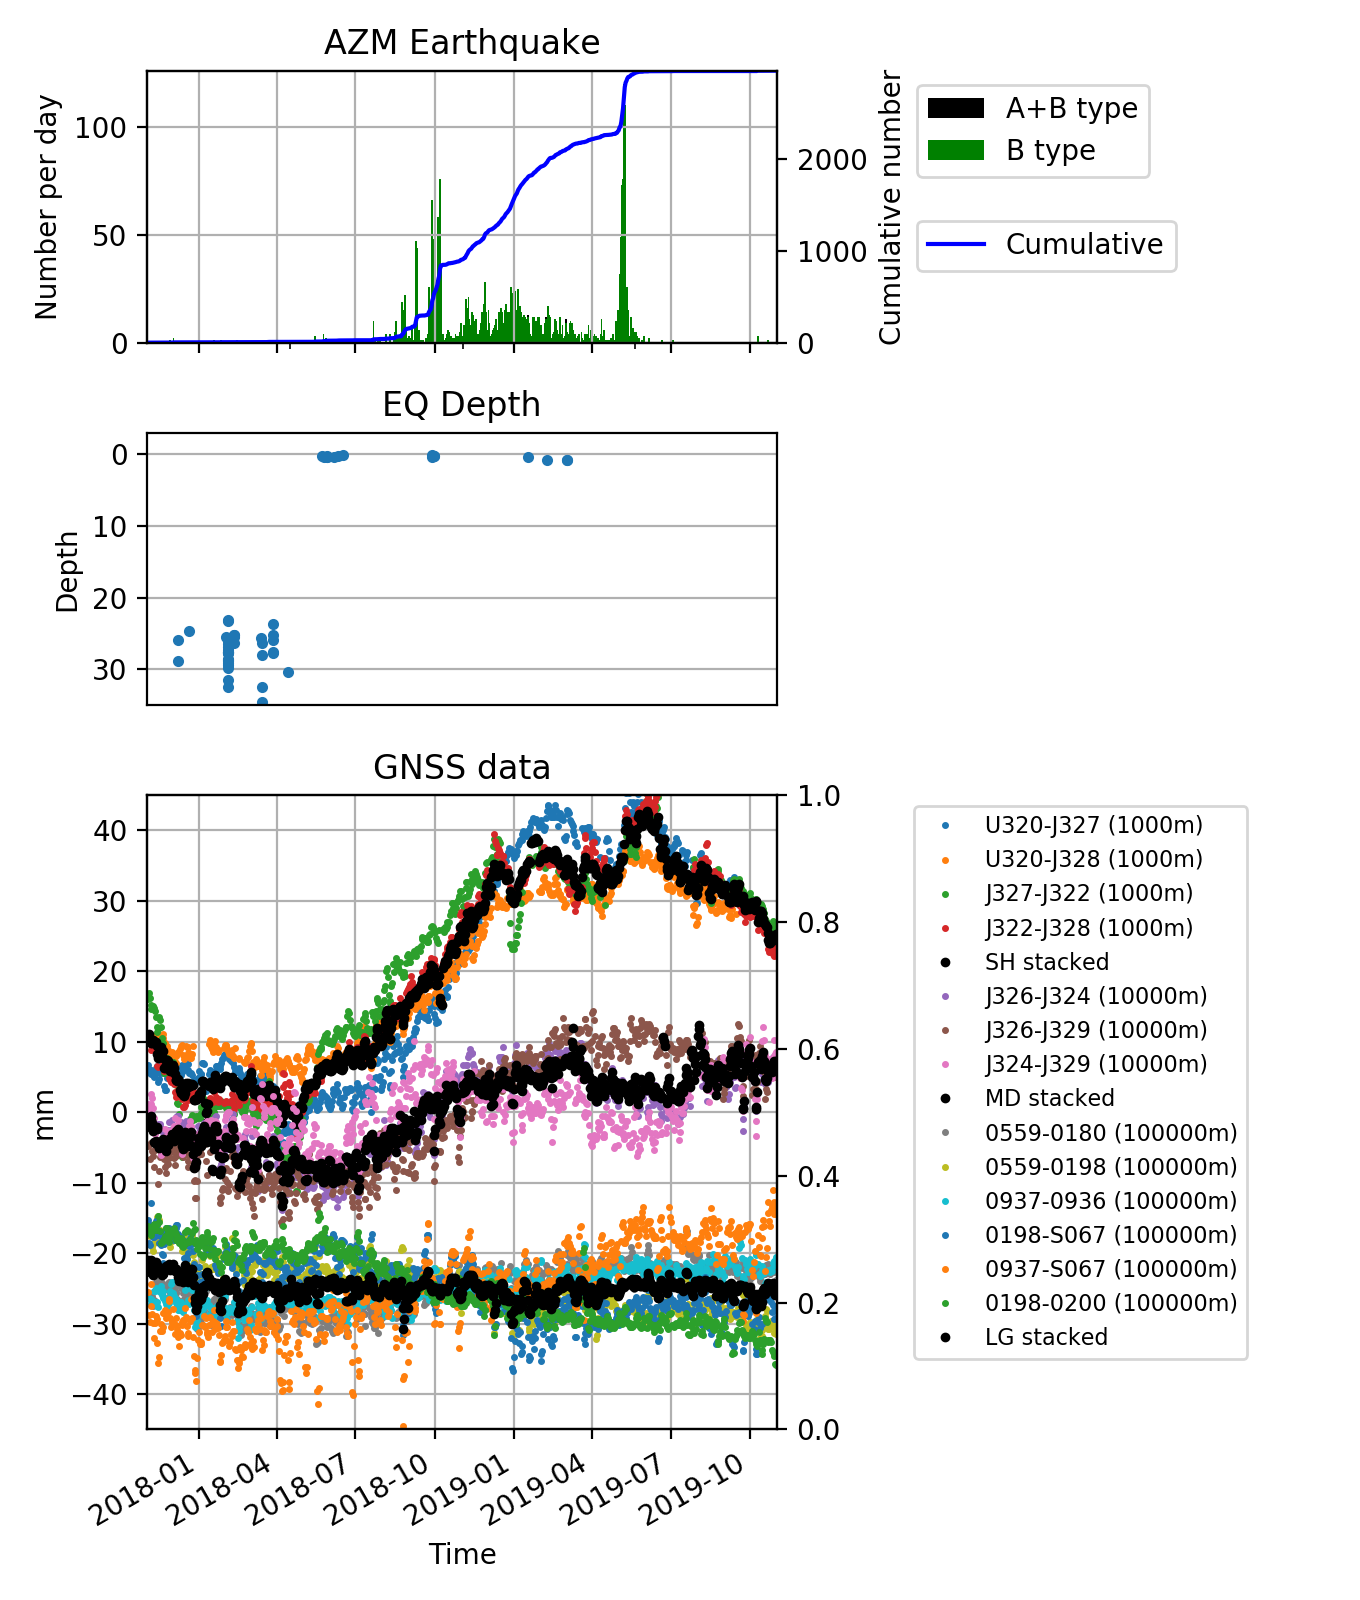 AZM Earthquake
Number per day
100
50
0
2000
1000
0
Cumulative number
A+B type
B type
Cumulative
EQ Depth
Depth
0
10
20
30
GNSS data
mm
40
30
20
10
0
−10
−20
−30
−40
1.0
0.8
0.6
0.4
0.2
0.0
U320-J327 (1000m)
U320-J328 (1000m)
J327-J322 (1000m)
J322-J328 (1000m)
SH stacked
J326-J324 (10000m)
J326-J329 (10000m)
J324-J329 (10000m)
MD stacked
0559-0180 (100000m)
0559-0198 (100000m)
0937-0936 (100000m)
0198-S067 (100000m)
0937-S067 (100000m)
0198-0200 (100000m)
LG stacked
2018-01
2018-04
2018-07
2018-10
2019-01
2019-04
2019-07
2019-10
Time